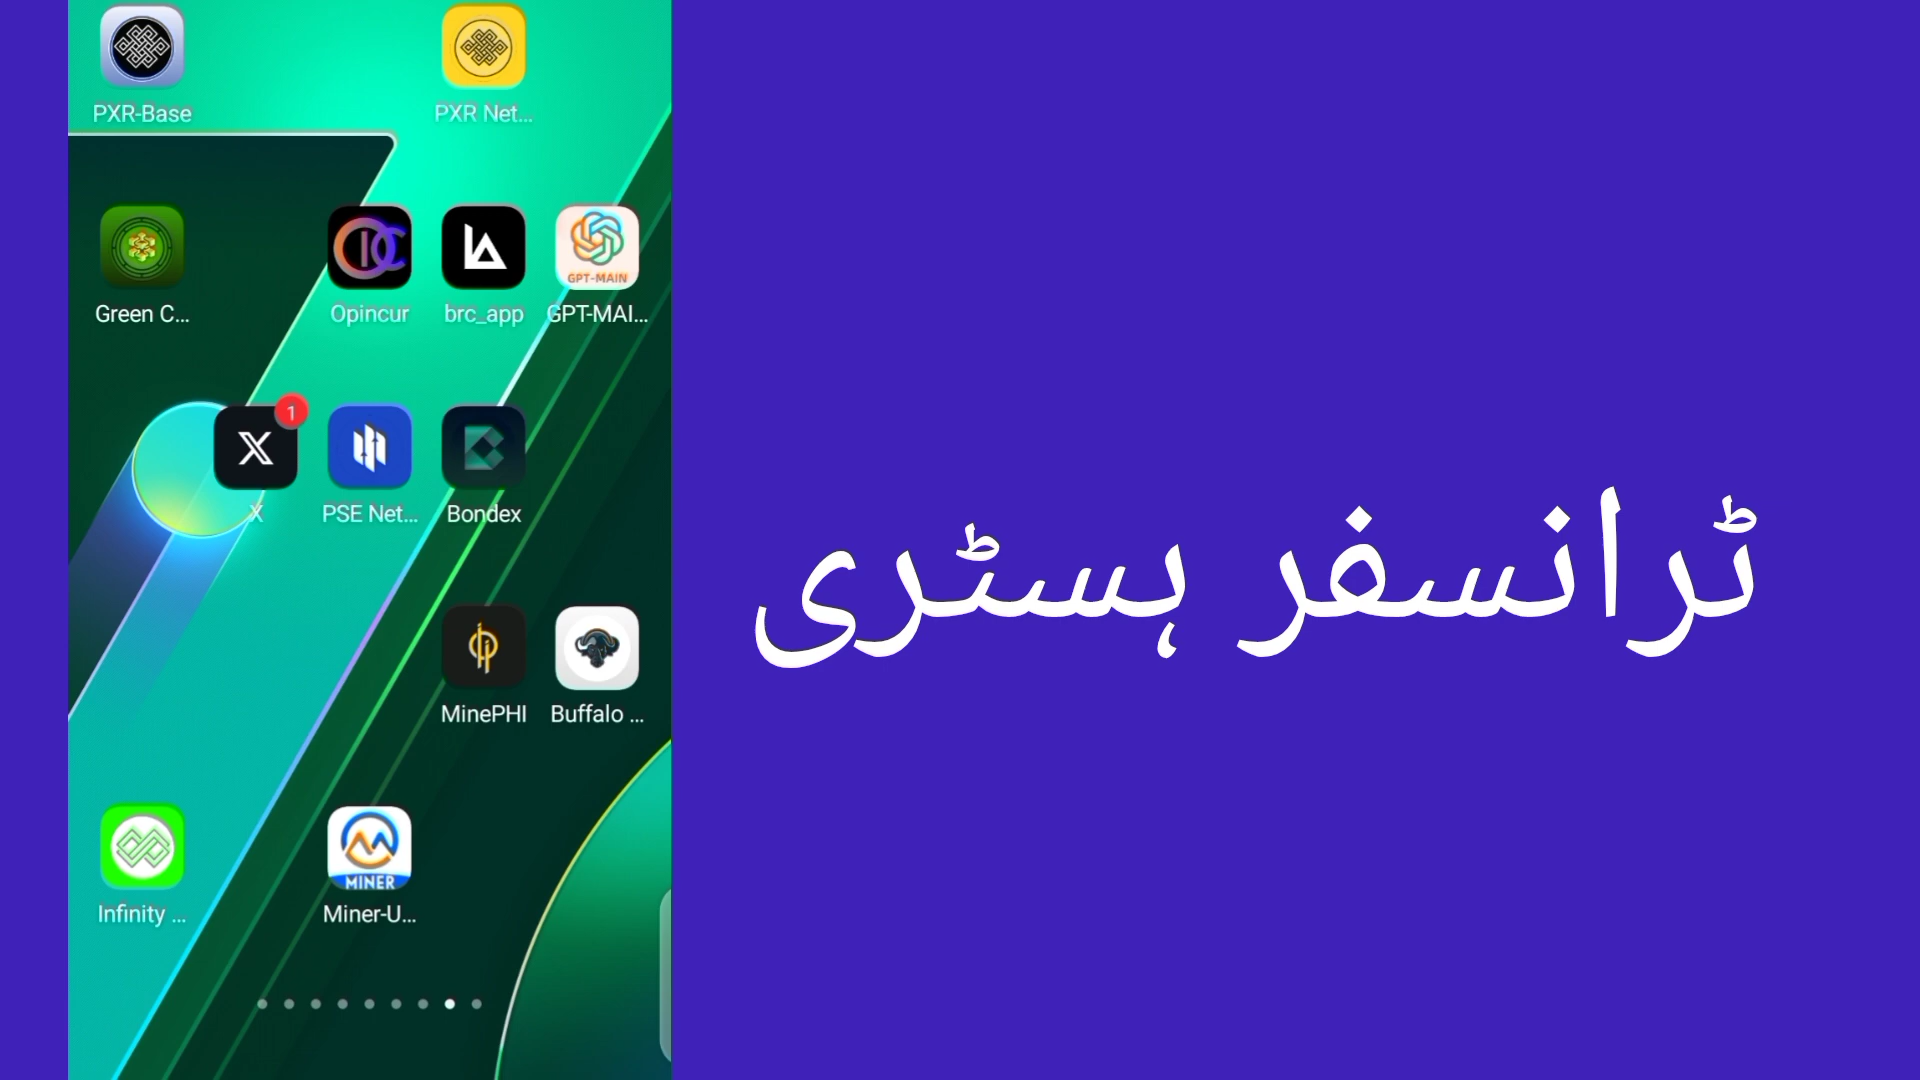 PXR-Base
PXR Net...
GPT-MAIN
Green C...
Opincur
brc_app
GPT-MAI...
1
X
PSE Net...
Bondex
MinePHI
Buffalo ...
MINER
Infinity ...
Miner-U...
ٹرانسفر ہسٹری